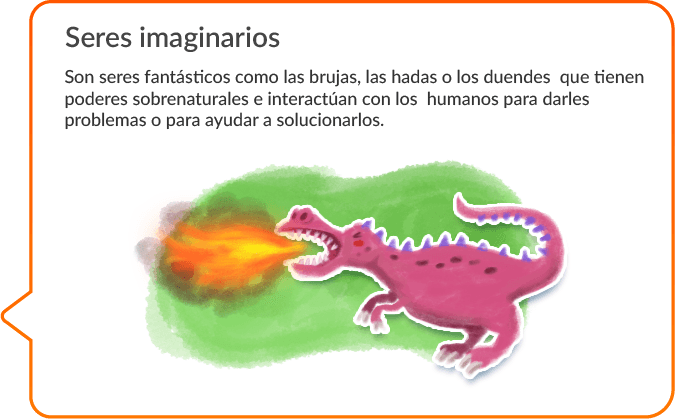 Seres imaginarios
Son seres fantásticos como las brujas, las hadas o los duendes  que tienen
poderes sobrenaturales e interactúan con los  humanos para darles
problemas o para ayudar a solucionarlos.